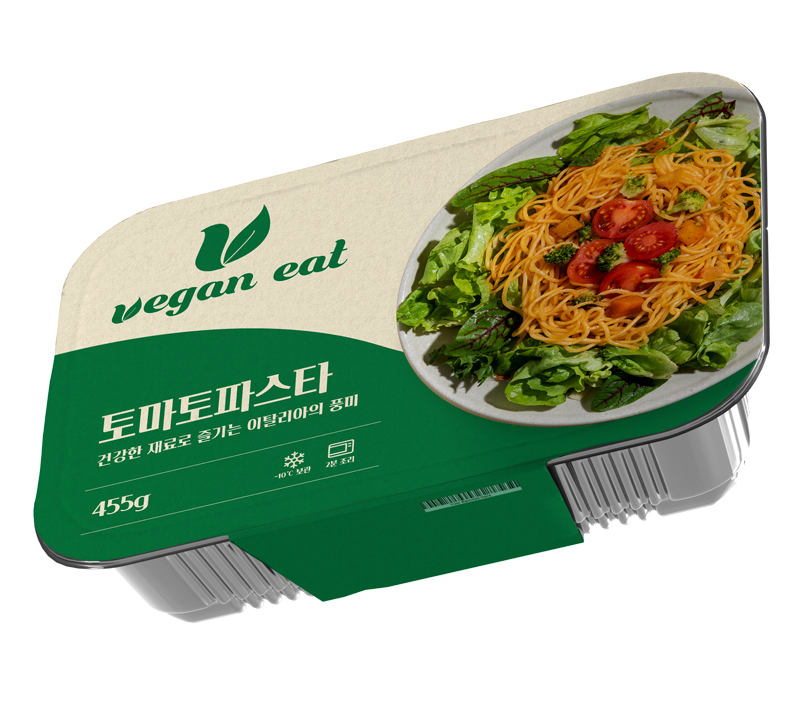 vegan eat
토마토파스타
건강한 재료로 즐기는 이탈리아의 풍미
-10℃ 보관
2분 조리
455g